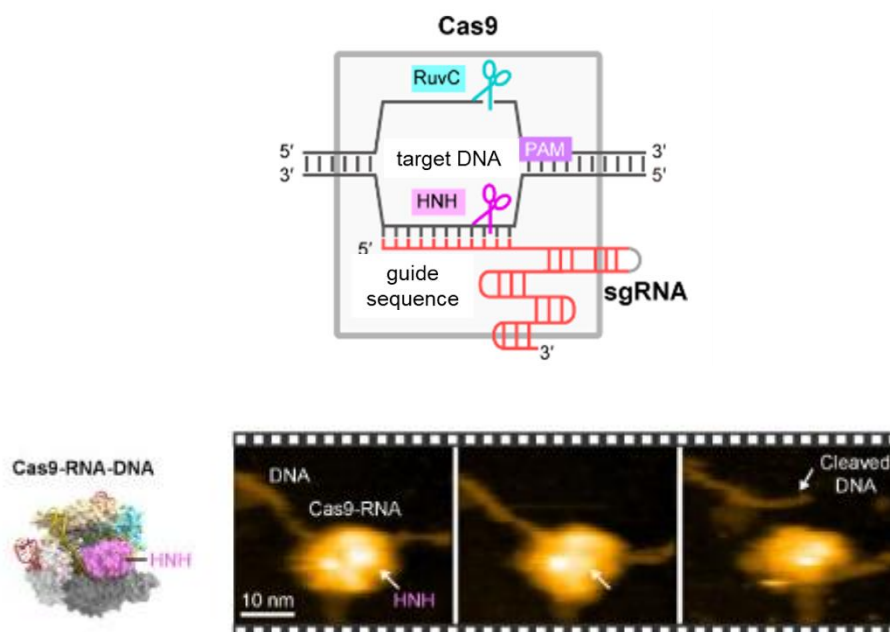 Cas9
RuvC
5′ target DNA PAM 3′
3′ 5′
HNH
5′
guide
sequence
sgRNA
3′
Cas9-RNA-DNA
HNH
DNA
Cas9-RNA
10 nm
HNH
Cleaved
DNA